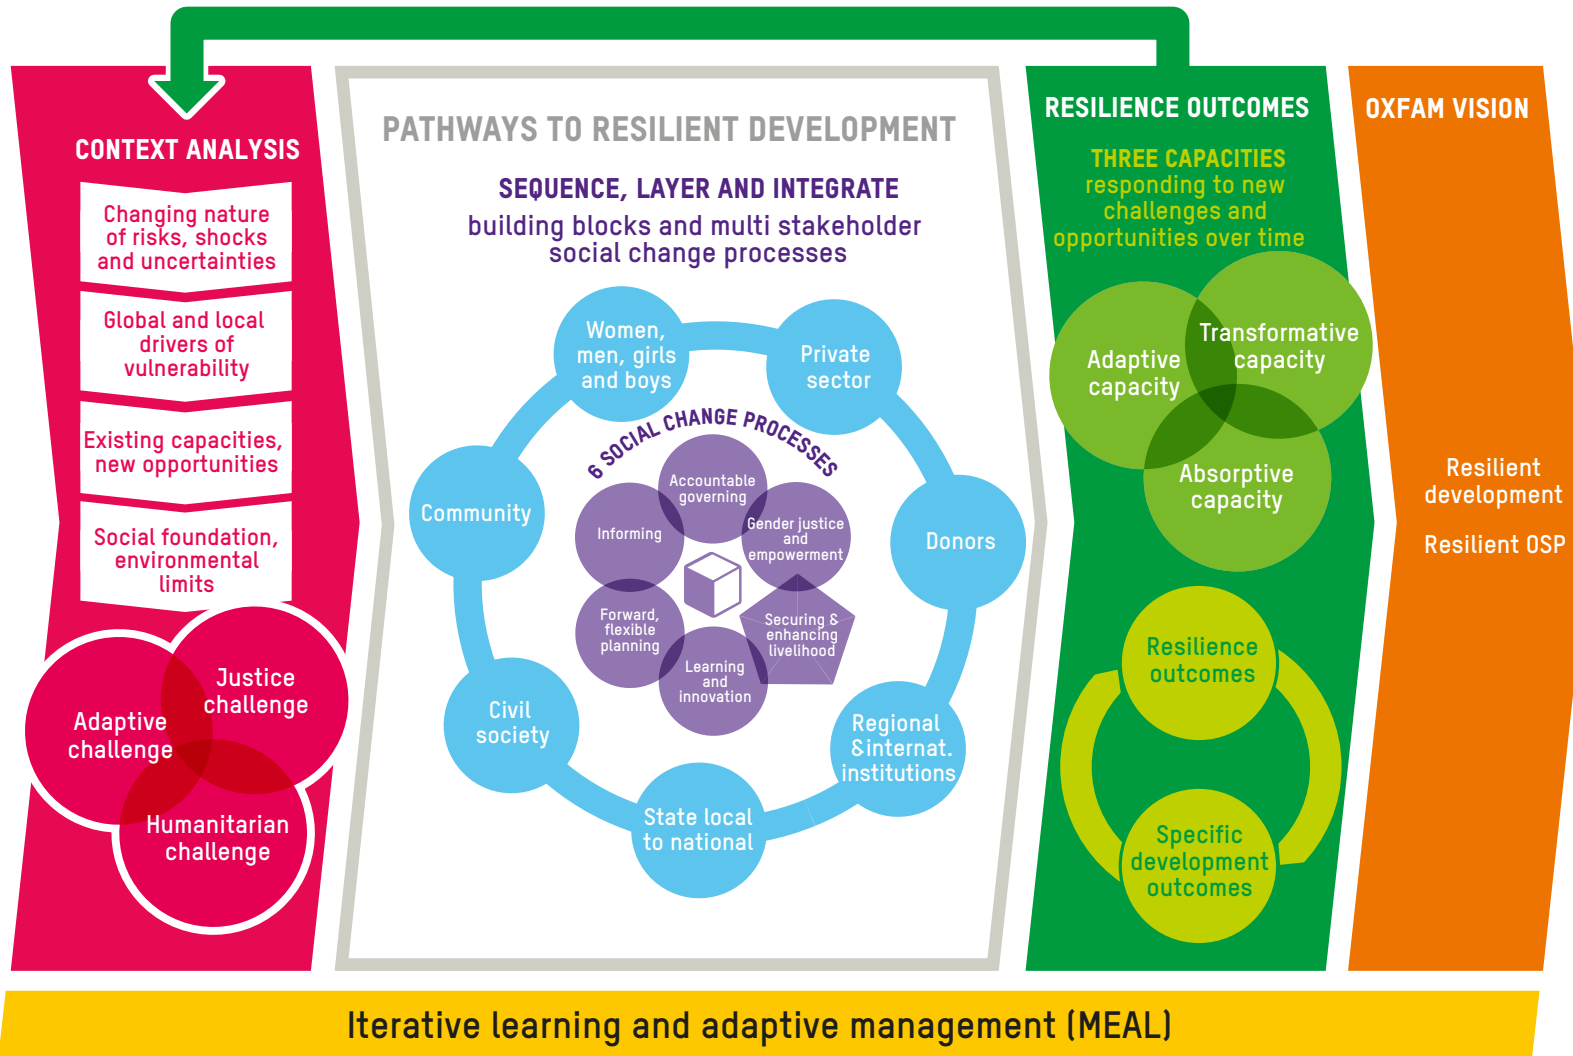 CONTEXT ANALYSIS
Changing nature
of risks, shocks
and uncertainties
Global and local
drivers of
vulnerability
Existing capacities,
new opportunities
Social foundation,
environmental
limits
Justice
challenge
Adaptive
challenge
Humanitarian
challenge
PATHWAYS TO RESILIENT DEVELOPMENT
SEQUENCE, LAYER AND INTEGRATE
building blocks and multi stakeholder
social change processes
Women,
men, girls
and boys
Private
sector
Community
Donors
Civil
society
Regional
&internat.
institutions
State local
to national
6 SOCIAL CHANGE PROCESSES
Accountable
governing
Informing
Gender justice
and
empowerment
Forward,
flexible
planning
Securing &
enhancing
livelihood
Learning
and
innovation
RESILIENCE OUTCOMES
THREE CAPACITIES
responding to new
challenges and
opportunities over time
Transformative
capacity
Adaptive
capacity
Absorptive
capacity
Resilience
outcomes
Specific
development
outcomes
OXFAM VISION
Resilient
development
Resilient OSP
Iterative learning and adaptive management (MEAL)